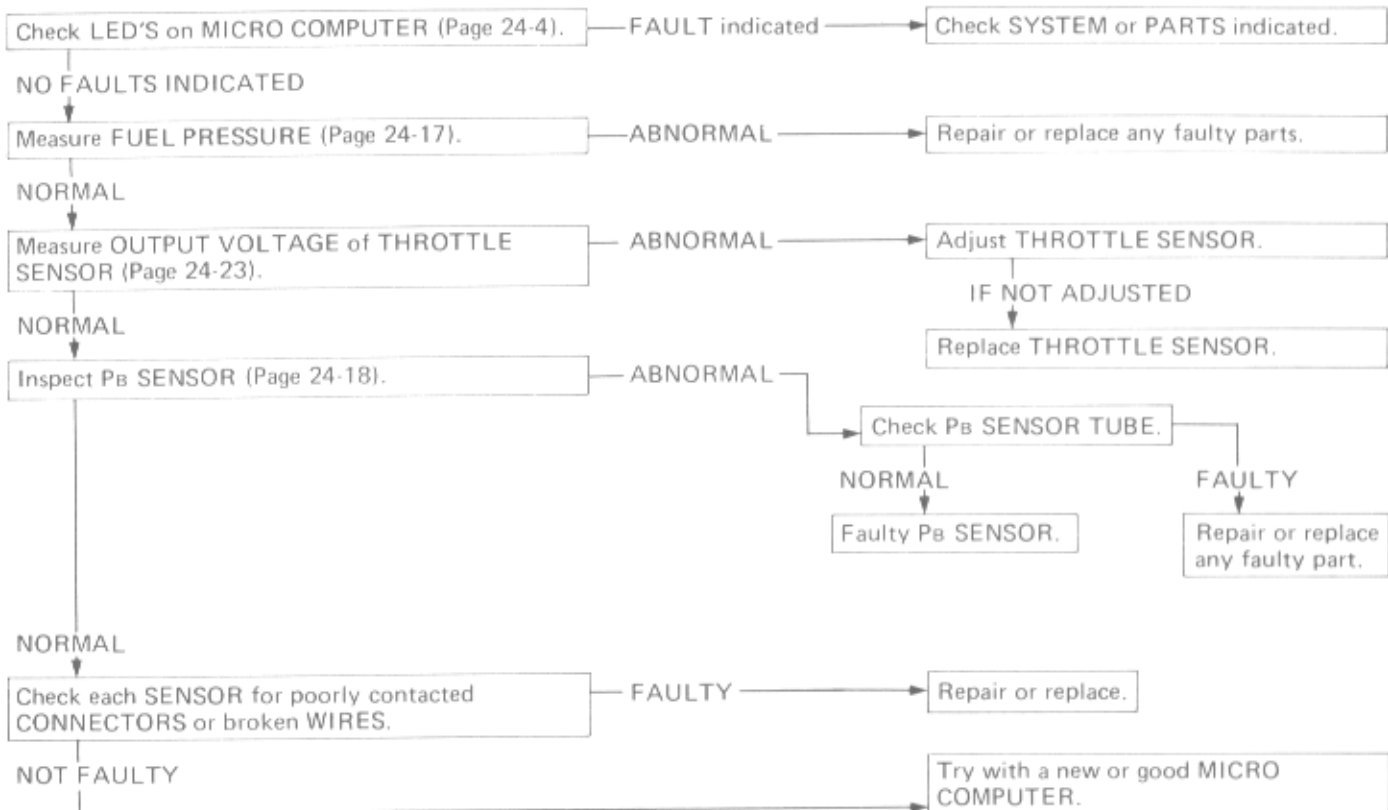 Check LED'S on MICRO COMPUTER (Page 24-4).
FAULT indicated
Check SYSTEM or PARTS indicated.
NO FAULTS INDICATED
Measure FUEL PRESSURE (Page 24-17).
ABNORMAL
Repair or replace any faulty parts.
NORMAL
Measure OUTPUT VOLTAGE of THROTTLE
SENSOR (Page 24-23).
ABNORMAL
Adjust THROTTLE SENSOR.
IF NOT ADJUSTED
Replace THROTTLE SENSOR.
NORMAL
Inspect PB SENSOR (Page 24-18).
ABNORMAL
Check PB SENSOR TUBE.
NORMAL
FAULTY
Faulty PB SENSOR.
Repair or replace
any faulty part.
NORMAL
Check each SENSOR for poorly contacted
CONNECTORS or broken WIRES.
FAULTY
Repair or replace.
NOT FAULTY
Try with a new or good MICRO
COMPUTER.